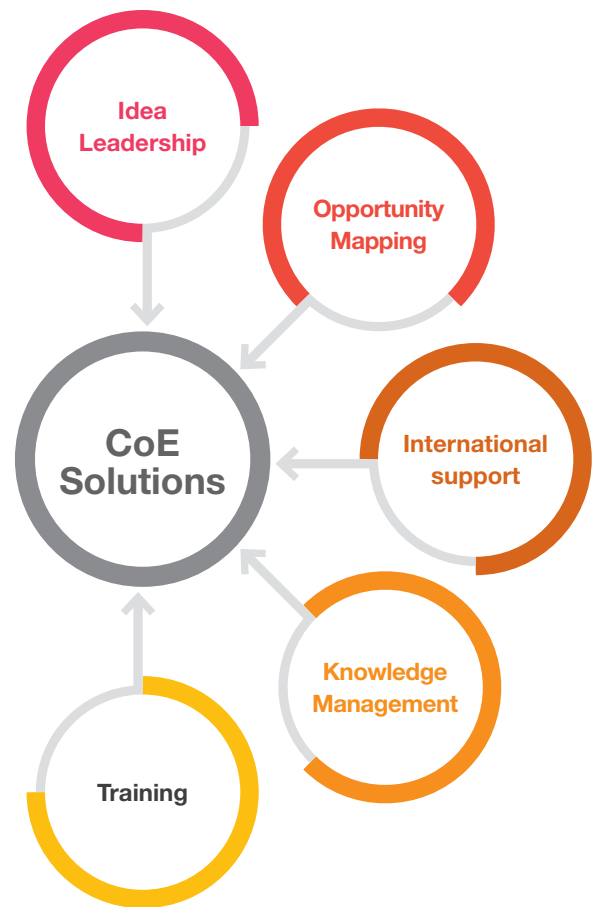 Idea
Leadership
Opportunity
Mapping
CoE
Solutions
International
support
Knowledge
Management
Training